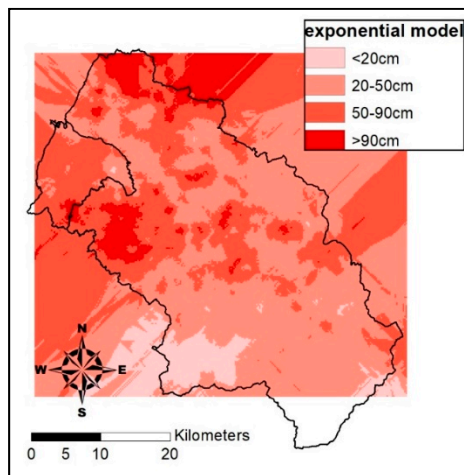 exponential model
<20cm
20-50cm
50-90cm
>90cm
N
W E
S
Kilometers
0 5 10 20